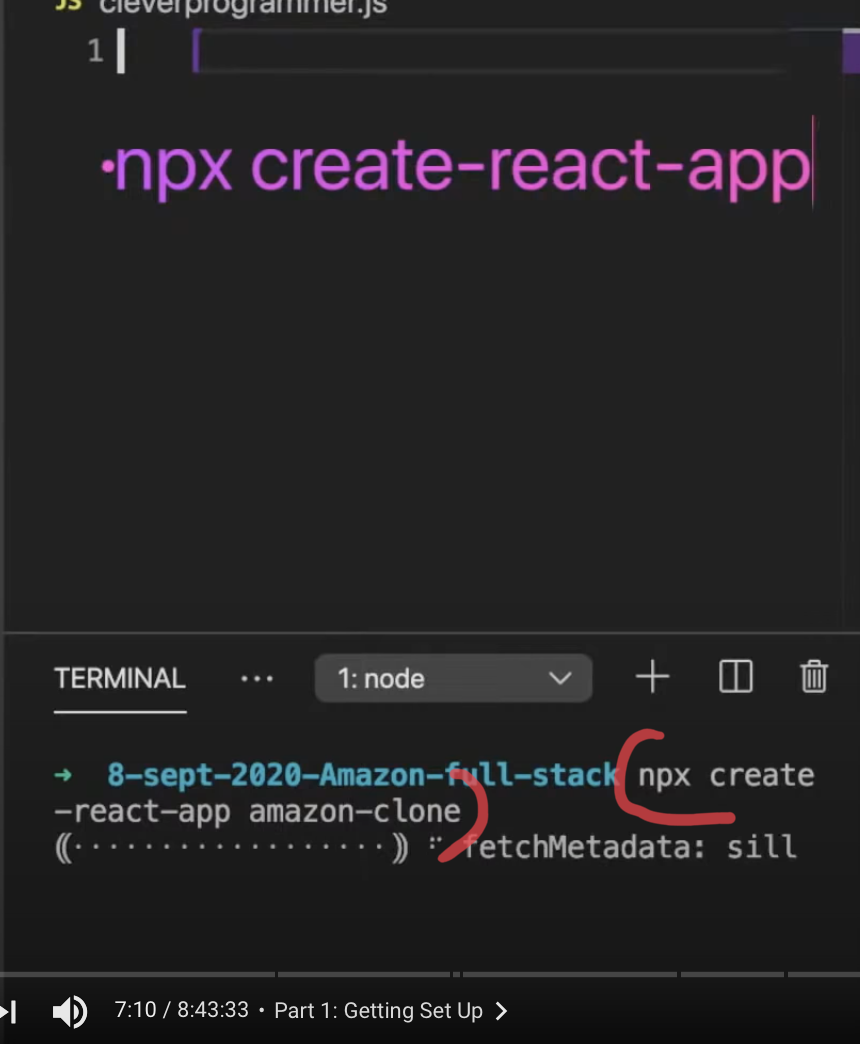 JS cleverprogrammer.js
1
•npx create-react-app
TERMINAL ... 1: node
→ 8-sept-2020-Amazon-full-stack npx create
-react-app amazon-clone
((··················)) ⠋ fetchMetadata: sill
7:10 / 8:43:33 • Part 1: Getting Set Up >